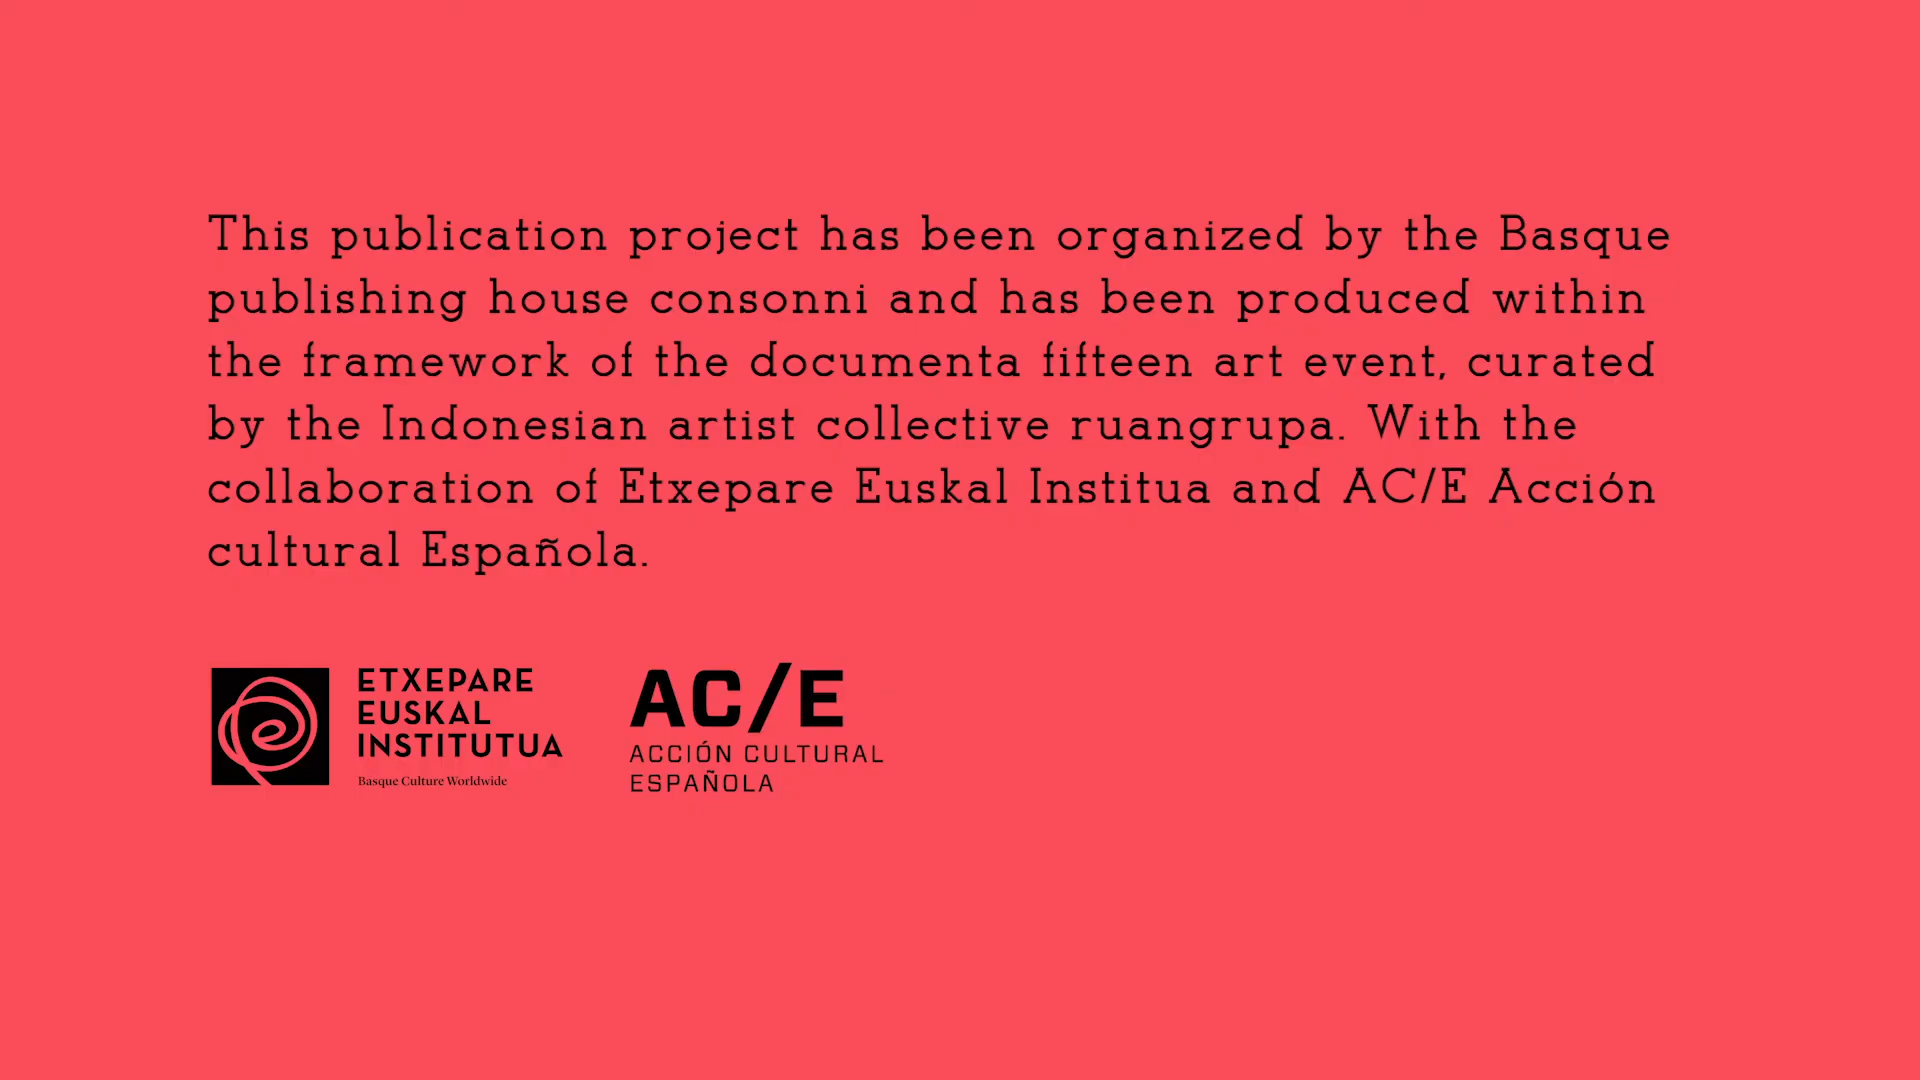 This publication project has been organized by the Basque
publishing house consonni and has been produced within
the framework of the documenta fifteen art event, curated
by the Indonesian artist collective ruangrupa. With the
collaboration of Etxepare Euskal Institua and AC/E Acción
cultural Española.
ETXEPARE
EUSKAL
INSTITUTUA
Basque Culture Worldwide
AC/E
ACCIÓN CULTURAL
ESPAÑOLA